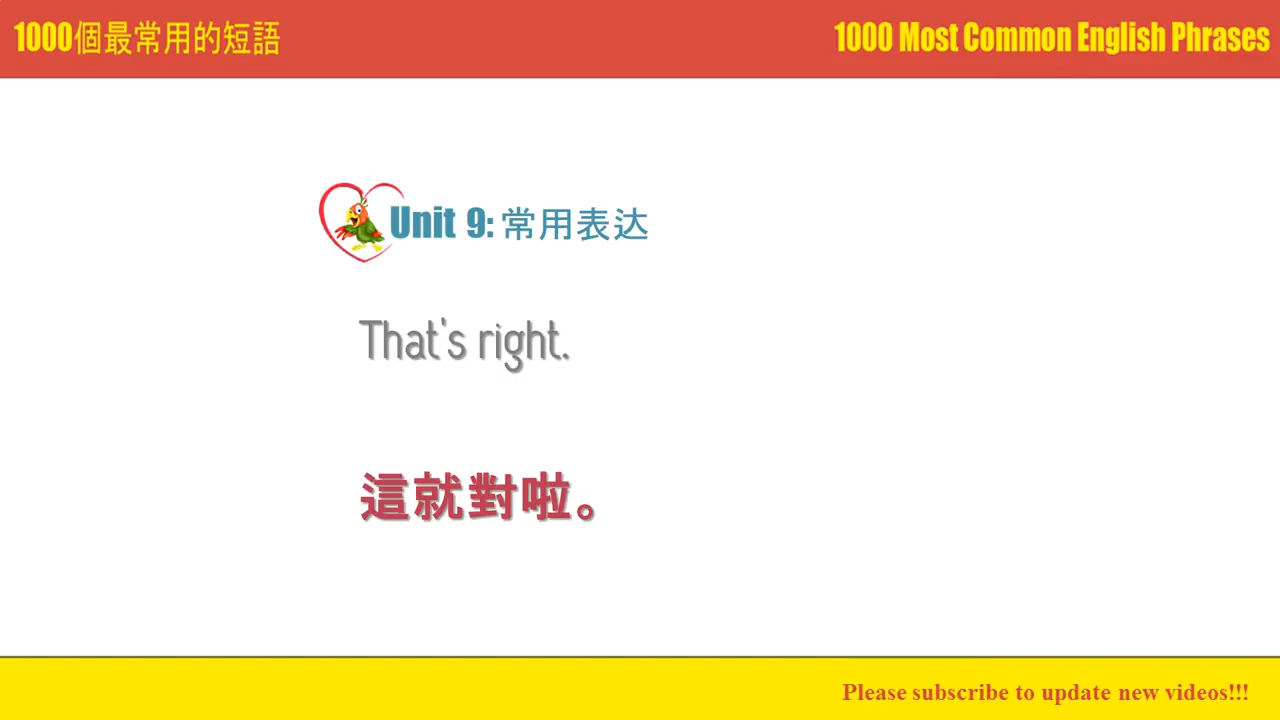 1000個最常用的短語
1000 Most Common English Phrases
Unit 9: 常用表达
That's right.
這就對啦。
Please subscribe to update new videos!!!